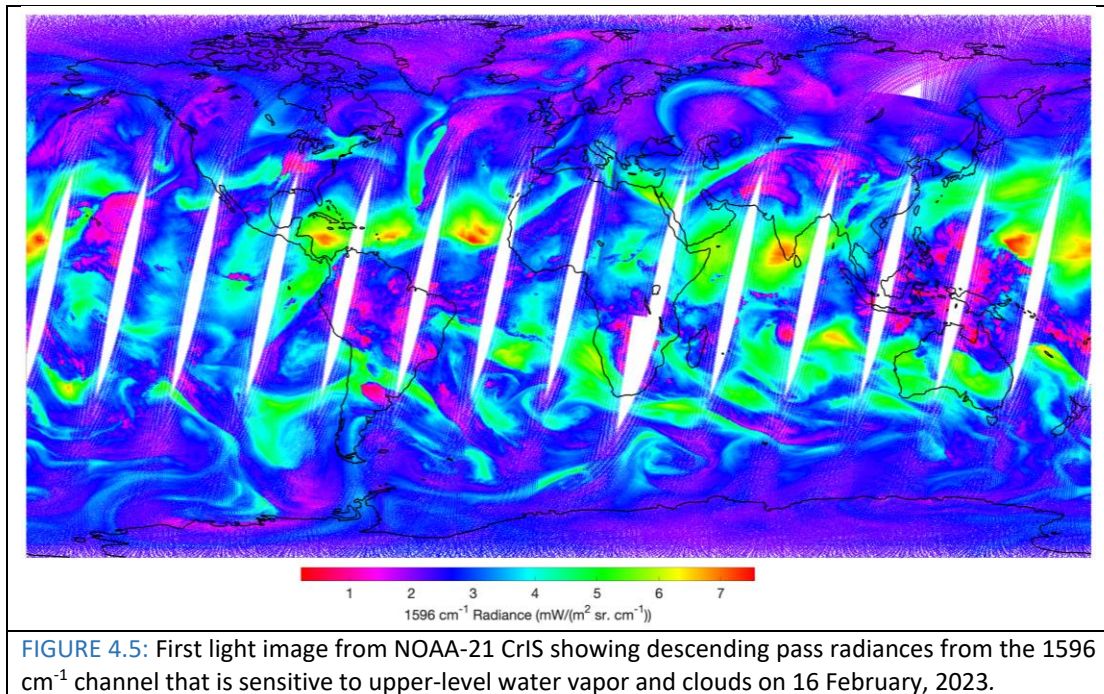 1 2 3 4 5 6 7
1596 cm⁻¹ Radiance (mW/(m² sr. cm⁻¹))
FIGURE 4.5: First light image from NOAA-21 CrIS showing descending pass radiances from the 1596
cm⁻¹ channel that is sensitive to upper-level water vapor and clouds on 16 February, 2023.